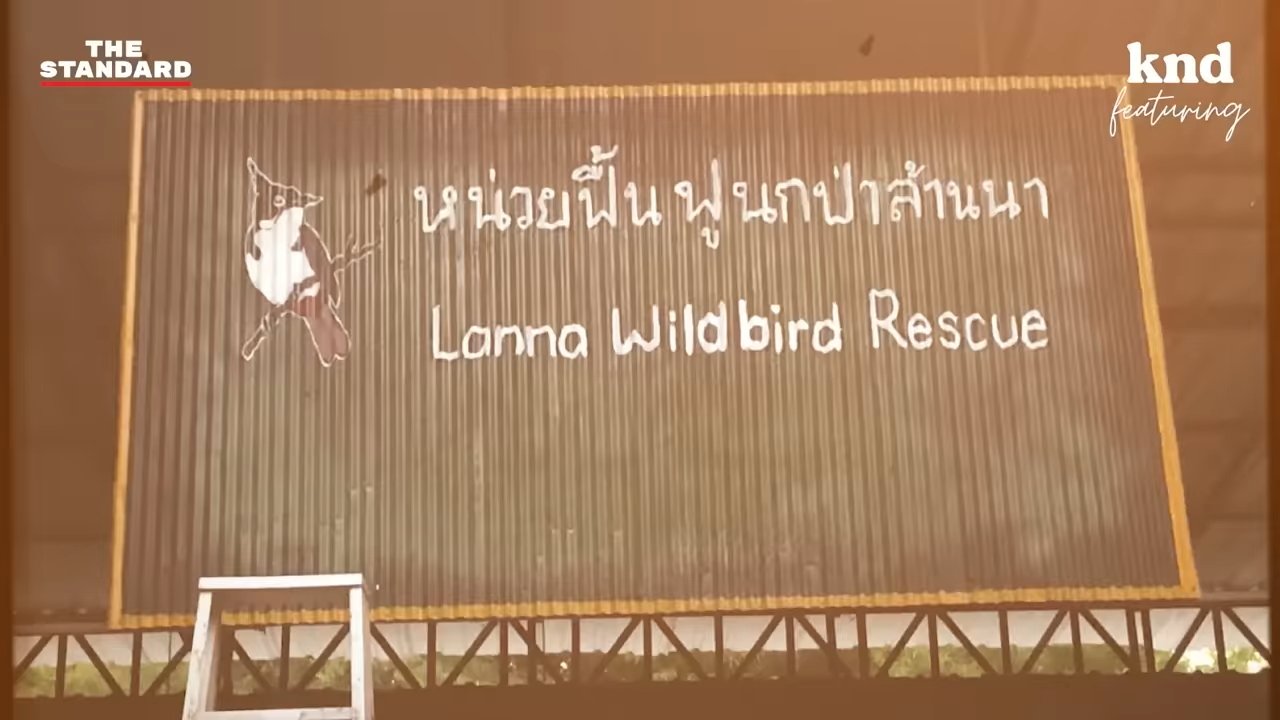 THE
STANDARD
knd
featuring
หน่วยฟื้นฟูนกป่าล้านนา
Lanna Wildbird Rescue